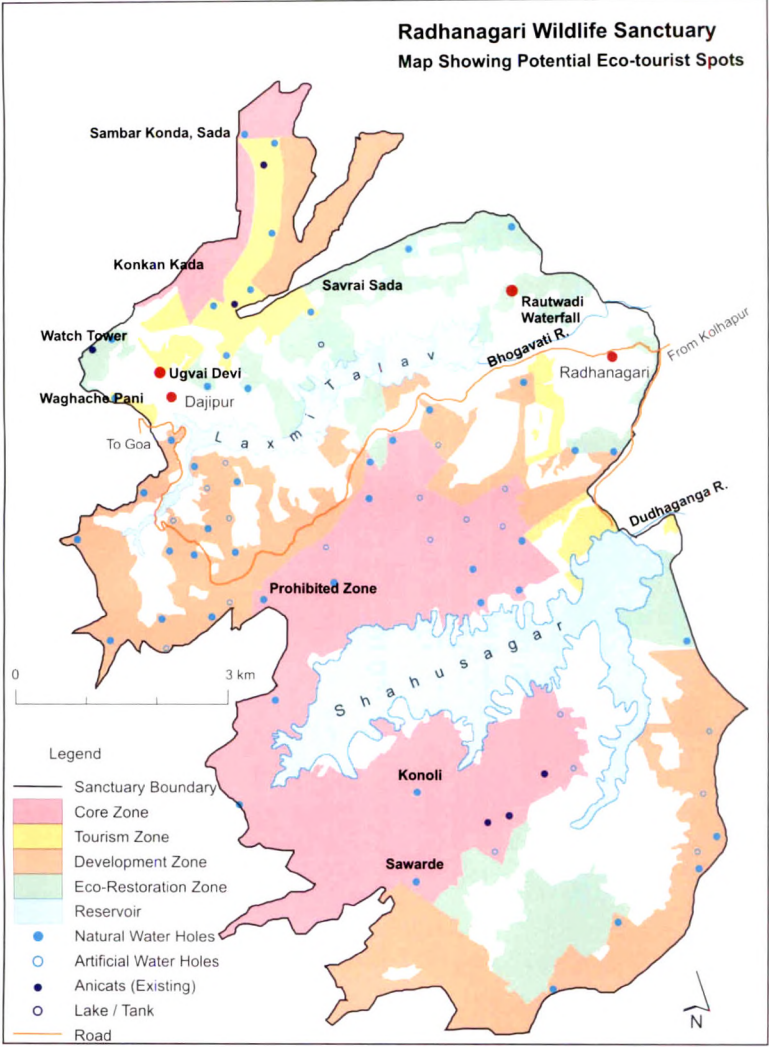 Radhanagari Wildlife Sanctuary
Map Showing Potential Eco-tourist Spots
Sambar Konda, Sada
Konkan Kada
Savrai Sada
Rautwadi
Waterfall
Watch Tower
Bhogavati R.
From Kolhapur
Ugvai Devi
Radhanagari
Waghache Pani
Dajipur
Laxmi Talav
To Goa
Dudhaganga R.
Prohibited Zone
Shahusagar
0 3 km
Konoli
Sawarde
Legend
Sanctuary Boundary
Core Zone
Tourism Zone
Development Zone
Eco-Restoration Zone
Reservoir
Natural Water Holes
Artificial Water Holes
Anicats (Existing)
Lake / Tank
Road
N